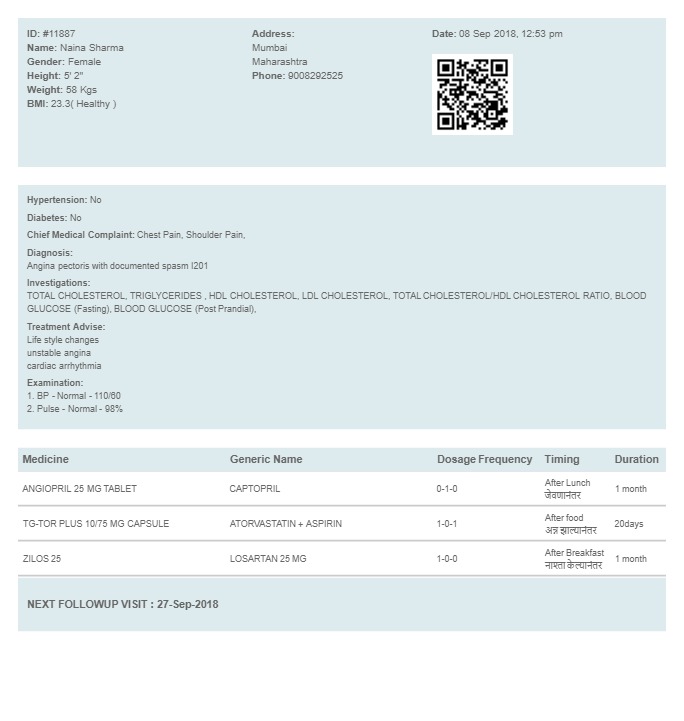 ID: #11887
Name: Naina Sharma
Gender: Female
Height: 5' 2"
Weight: 58 Kgs
BMI: 23.3( Healthy )
Address:
Mumbai
Maharashtra
Phone: 9008292525
Date: 08 Sep 2018, 12:53 pm
Hypertension: No
Diabetes: No
Chief Medical Complaint: Chest Pain, Shoulder Pain,
Diagnosis:
Angina pectoris with documented spasm I201
Investigations:
TOTAL CHOLESTEROL, TRIGLYCERIDES , HDL CHOLESTEROL, LDL CHOLESTEROL, TOTAL CHOLESTEROL/HDL CHOLESTEROL RATIO, BLOOD
GLUCOSE (Fasting), BLOOD GLUCOSE (Post Prandial),
Treatment Advise:
Life style changes
unstable angina
cardiac arrhythmia
Examination:
1. BP - Normal - 110/60
2. Pulse - Normal - 98%
Medicine Generic Name Dosage Frequency Timing Duration
ANGIOPRIL 25 MG TABLET CAPTOPRIL 0-1-0 After Lunch 1 month
जेवणानंतर
TG-TOR PLUS 10/75 MG CAPSULE ATORVASTATIN + ASPIRIN 1-0-1 After food 20days
अन्न झाल्यानंतर
ZILOS 25 LOSARTAN 25 MG 1-0-0 After Breakfast 1 month
नाश्ता केल्यानंतर
NEXT FOLLOWUP VISIT : 27-Sep-2018